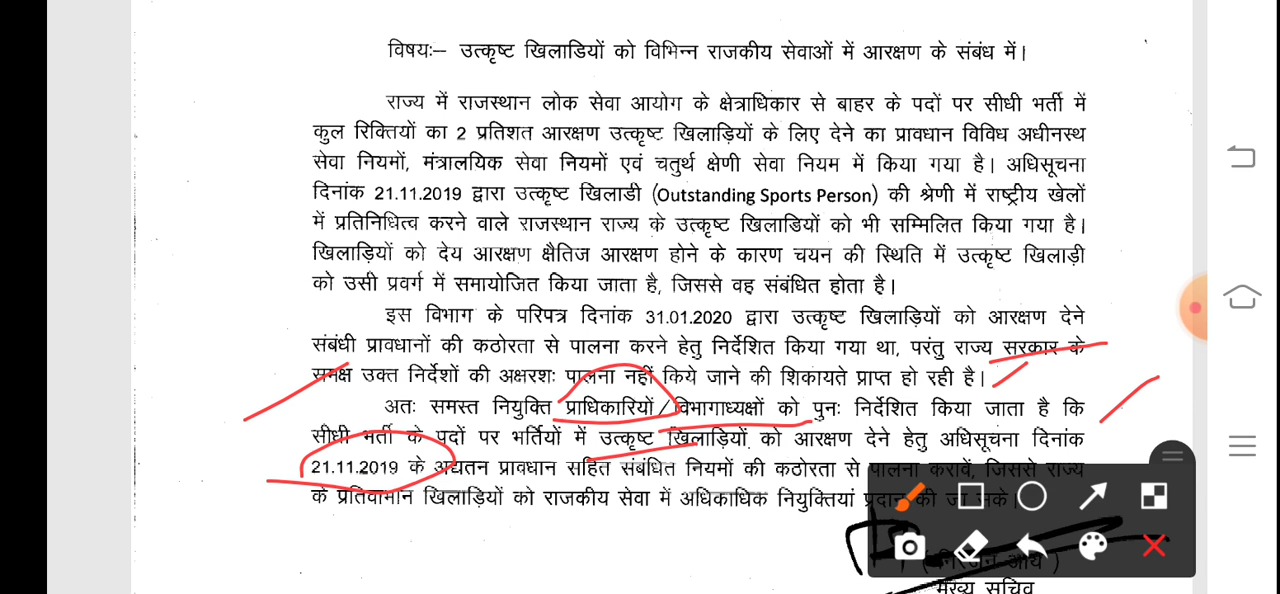 विषयः— उत्कृष्ट खिलाडियों को विभिन्न राजकीय सेवाओं में आरक्षण के संबंध में।
राज्य में राजस्थान लोक सेवा आयोग के क्षेत्राधिकार से बाहर के पदों पर सीधी भर्ती में
कुल रिक्तियों का 2 प्रतिशत आरक्षण उत्कृष्ट खिलाड़ियों के लिए देने का प्रावधान विविध अधीनस्थ
सेवा नियमों, मंत्रालयिक सेवा नियमों एवं चतुर्थ क्षेणी सेवा नियम में किया गया है। अधिसूचना
दिनांक 21.11.2019 द्वारा उत्कृष्ट खिलाडी (Outstanding Sports Person) की श्रेणी में राष्ट्रीय खेलों
में प्रतिनिधित्व करने वाले राजस्थान राज्य के उत्कृष्ट खिलाडियों को भी सम्मिलित किया गया है।
खिलाड़ियों को देय आरक्षण क्षैतिज आरक्षण होने के कारण चयन की स्थिति में उत्कृष्ट खिलाड़ी
को उसी प्रवर्ग में समायोजित किया जाता है, जिससे वह संबंधित होता है।
इस विभाग के परिपत्र दिनांक 31.01.2020 द्वारा उत्कृष्ट खिलाड़ियों को आरक्षण देने
संबंधी प्रावधानों की कठोरता से पालना करने हेतु निर्देशित किया गया था, परंतु राज्य सरकार के
समक्ष उक्त निर्देशों की अक्षरशः पालना नहीं किये जाने की शिकायते प्राप्त हो रही है।
अतः समस्त नियुक्ति प्राधिकारियों/विभागाध्यक्षों को पुनः निर्देशित किया जाता है कि
सीधी भर्ती के पदों पर भर्तियों में उत्कृष्ट खिलाड़ियों को आरक्षण देने हेतु अधिसूचना दिनांक
21.11.2019 के अद्यतन प्रावधान सहित संबंधित नियमों की कठोरता से पालना करावें, जिससे राज्य
के प्रतिवामान खिलाड़ियों को राजकीय सेवा में अधिकाधिक नियुक्तियां प्रदान की जा सके।
(निरंजन आर्य)
मुख्य सचिव